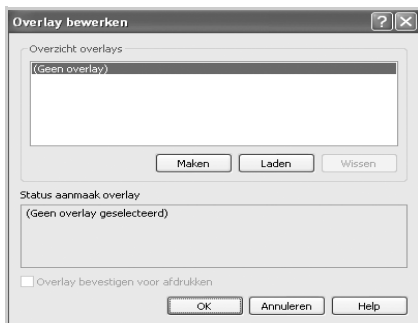 Overlay bewerken
Overzicht overlays
(Geen overlay)
Maken Laden Wissen
Status aanmaak overlay
(Geen overlay geselecteerd)
Overlay bevestigen voor afdrukken
OK Annuleren Help